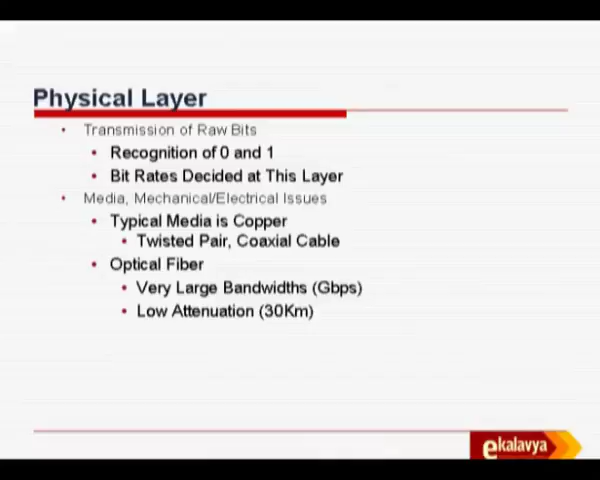 Physical Layer
• Transmission of Raw Bits
• Recognition of 0 and 1
• Bit Rates Decided at This Layer
• Media, Mechanical/Electrical Issues
• Typical Media is Copper
• Twisted Pair, Coaxial Cable
• Optical Fiber
• Very Large Bandwidths (Gbps)
• Low Attenuation (30Km)
ekalavya